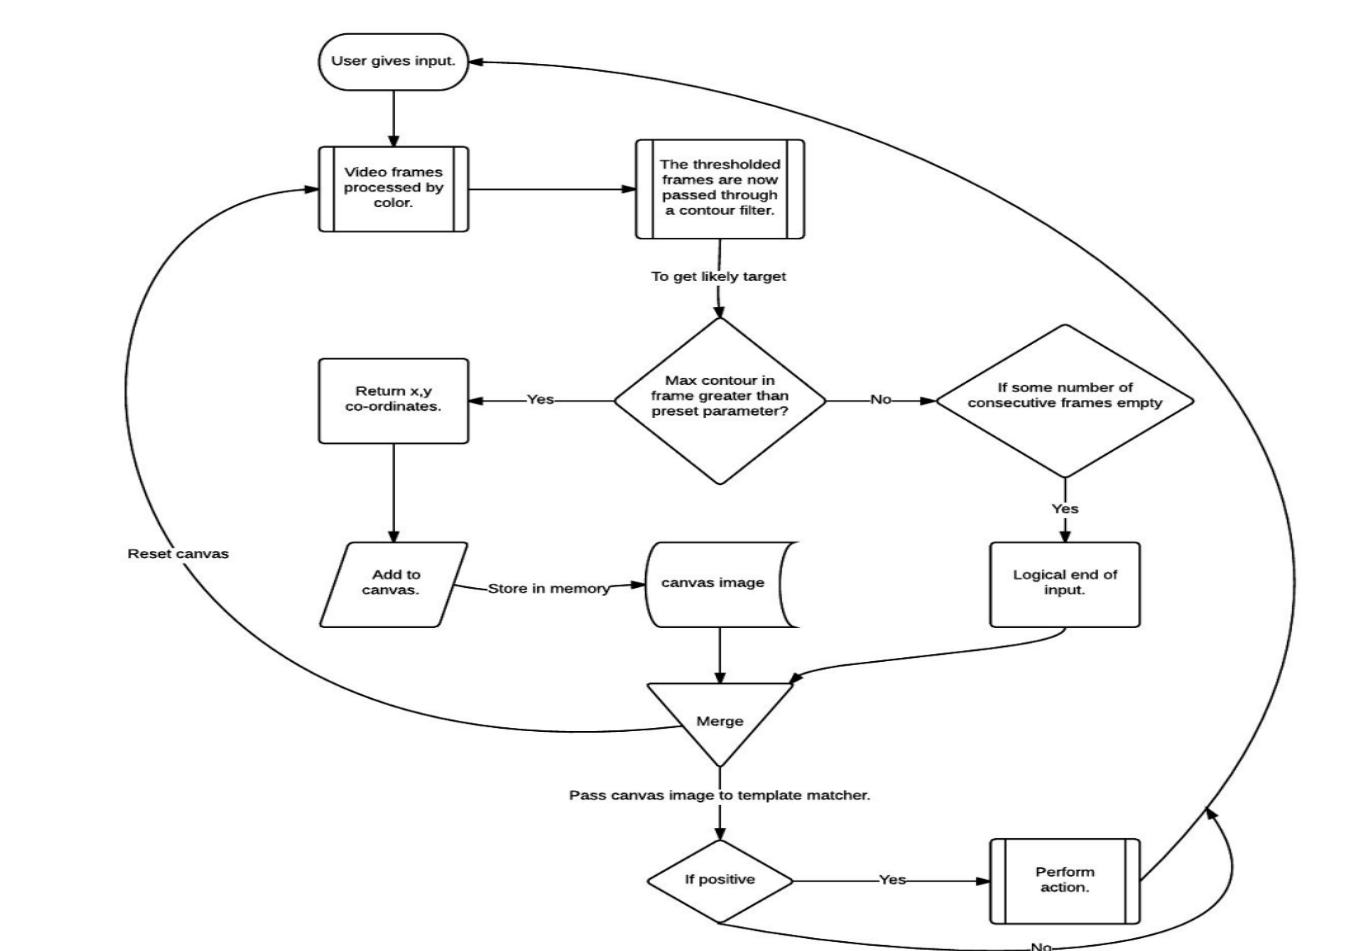 User gives input.
Video frames
processed by
color.
The thresholded
frames are now
passed through
a contour filter.
To get likely target
Max contour in
frame greater than
preset parameter?
Yes
No
If some number of
consecutive frames empty
Return x,y
co-ordinates.
Yes
Reset canvas
Add to
canvas.
Store in memory
canvas image
Logical end of
input.
Merge
Pass canvas image to template matcher.
If positive
Yes
Perform
action.
No